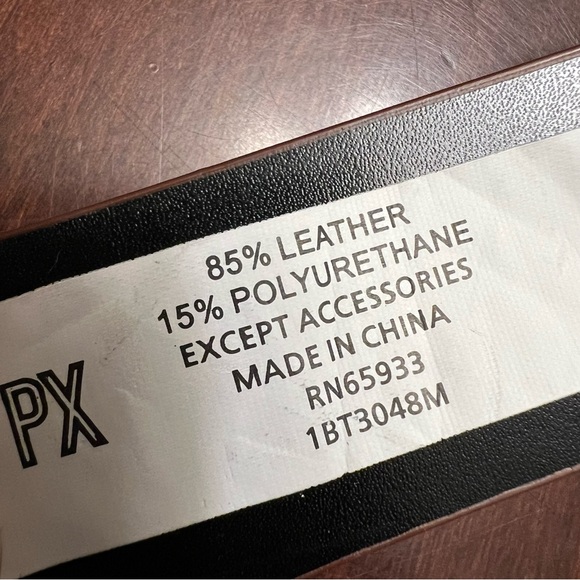 PX
85% LEATHER
15% POLYURETHANE
EXCEPT ACCESSORIES
MADE IN CHINA
RN65933
1BT3048M